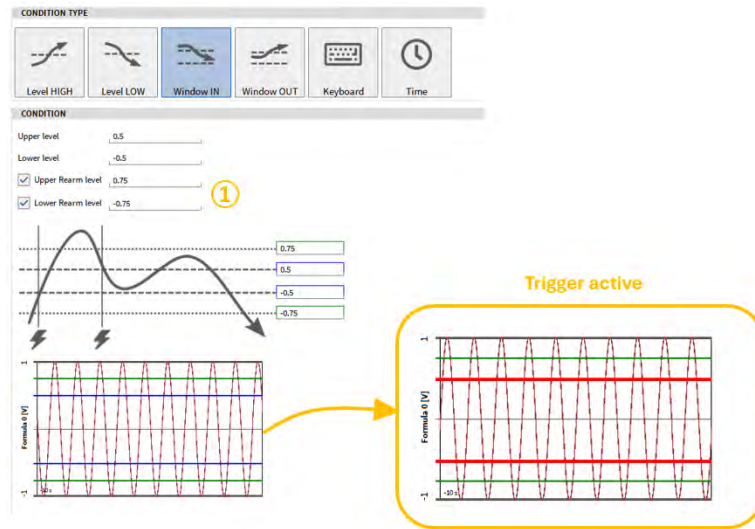 CONDITION TYPE
Level HIGH
Level LOW
Window IN
Window OUT
Keyboard
Time
CONDITION
Upper level 0.5
Lower level -0.5
Upper Rearm level 0.75
Lower Rearm level -0.75
1
0.75
0.5
-0.5
-0.75
Trigger active
1
Formula 0 [V]
-1
-10 s
1
Formula 0 [V]
-1
-10 s